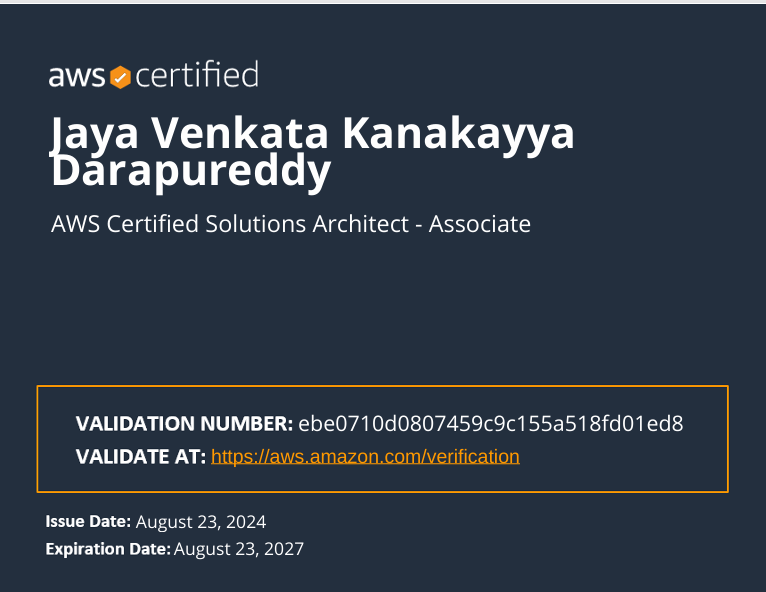 aws certified
Jaya Venkata Kanakayya
Darapureddy
AWS Certified Solutions Architect - Associate
VALIDATION NUMBER: ebe0710d0807459c9c155a518fd01ed8
VALIDATE AT: https://aws.amazon.com/verification
Issue Date: August 23, 2024
Expiration Date: August 23, 2027